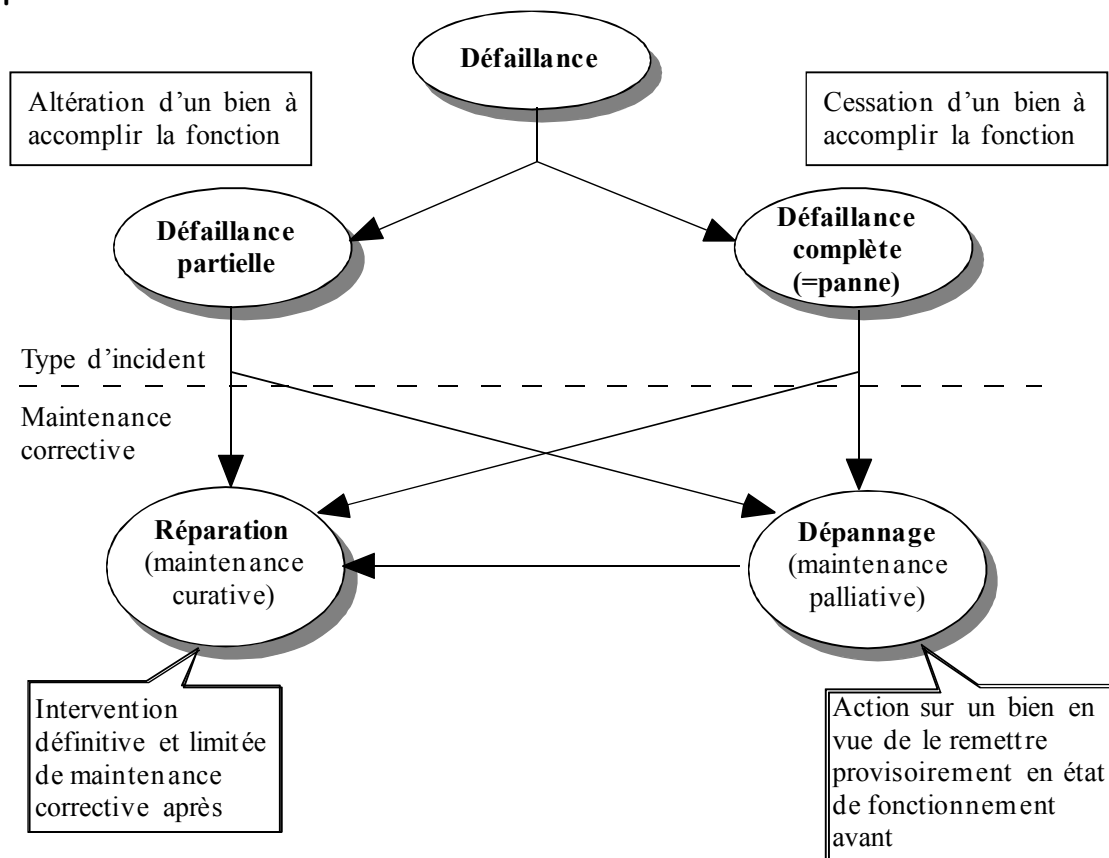 Défaillance
Altération d'un bien à
accomplir la fonction
Cessation d'un bien à
accomplir la fonction
Défaillance
partielle
Défaillance
complète
(=panne)
Type d'incident
Maintenance
corrective
Réparation
(maintenance
curative)
Dépannage
(maintenance
palliative)
Intervention
définitive et limitée
de maintenance
corrective après
Action sur un bien en
vue de le remettre
provisoirement en état
de fonctionnement
avant